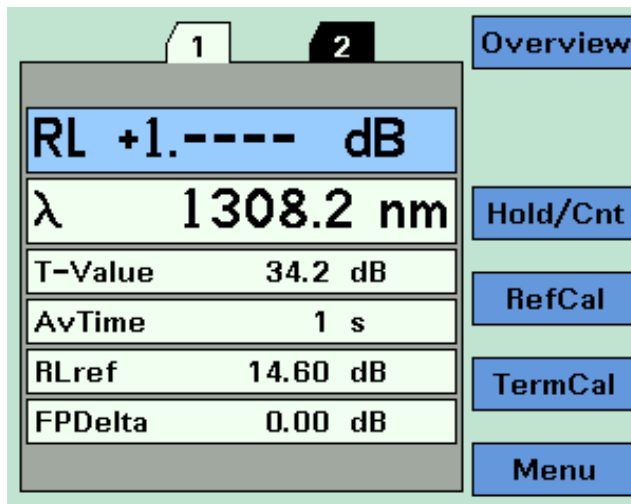 1 2
Overview
RL +1.---- dB
λ 1308.2 nm
Hold/Cnt
T-Value 34.2 dB
RefCal
AvTime 1 s
RLref 14.60 dB
TermCal
FPDelta 0.00 dB
Menu